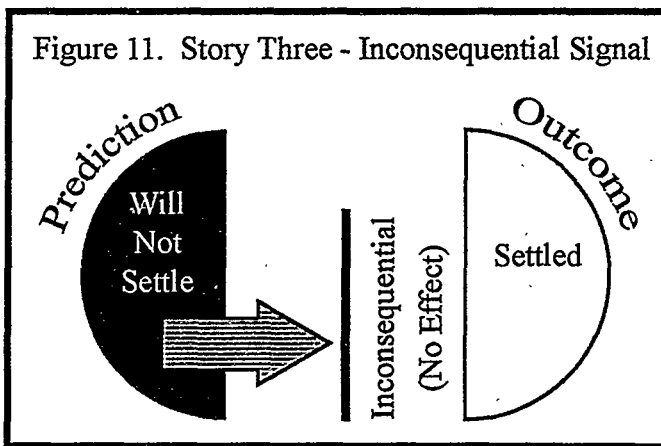 Figure 11. Story Three - Inconsequential Signal
Prediction
Will
Not
Settle
Inconsequential
(No Effect)
Outcome
Settled